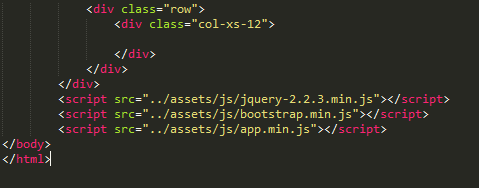 <div class="row">
<div class="col-xs-12">
</div>
</div>
</div>
<script src="../assets/js/jquery-2.2.3.min.js"></script>
<script src="../assets/js/bootstrap.min.js"></script>
<script src="../assets/js/app.min.js"></script>
</body>
</html>